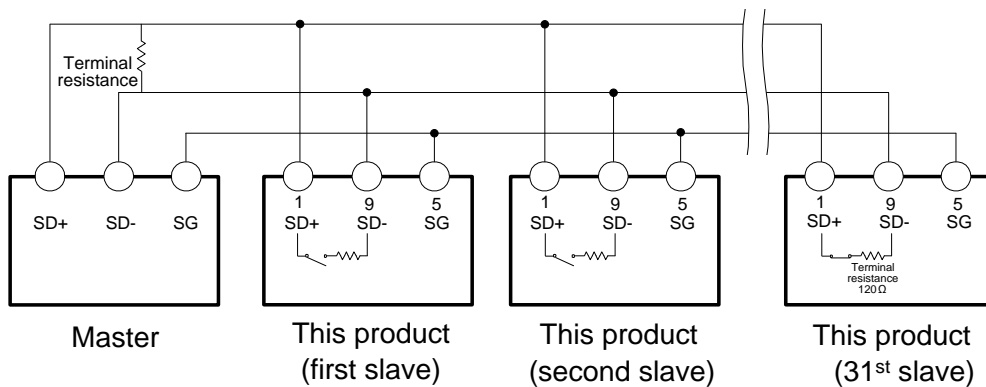 Terminal
resistance
SD+ SD- SG
1 9 5
SD+ SD- SG
1 9 5
SD+ SD- SG
1 9 5
SD+ SD- SG
Terminal
resistance
120Ω
Master
This product
(first slave)
This product
(second slave)
This product
(31st slave)